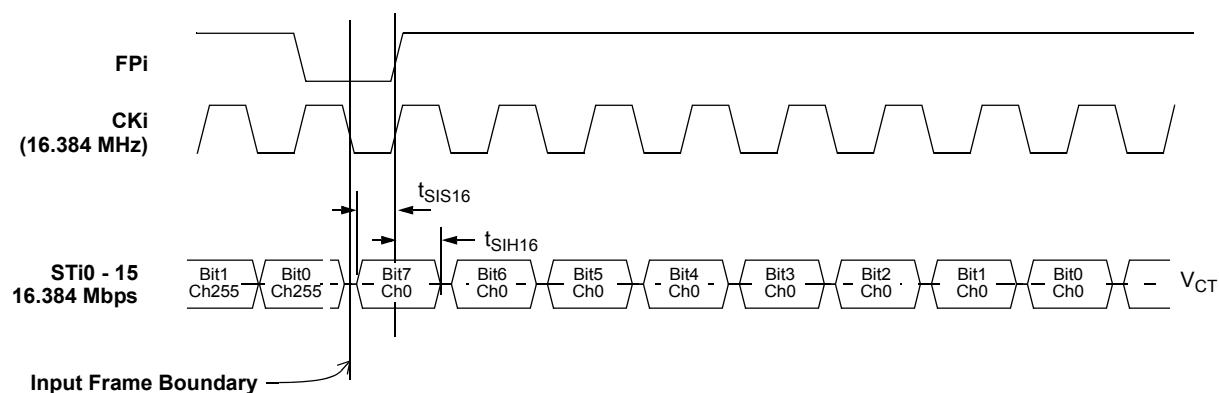 FPi
CKi
(16.384 MHz)
tSIS16
tSIH16
STi0 - 15
16.384 Mbps
Bit1
Ch255
Bit0
Ch255
Bit7
Ch0
Bit6
Ch0
Bit5
Ch0
Bit4
Ch0
Bit3
Ch0
Bit2
Ch0
Bit1
Ch0
Bit0
Ch0
VCT
Input Frame Boundary